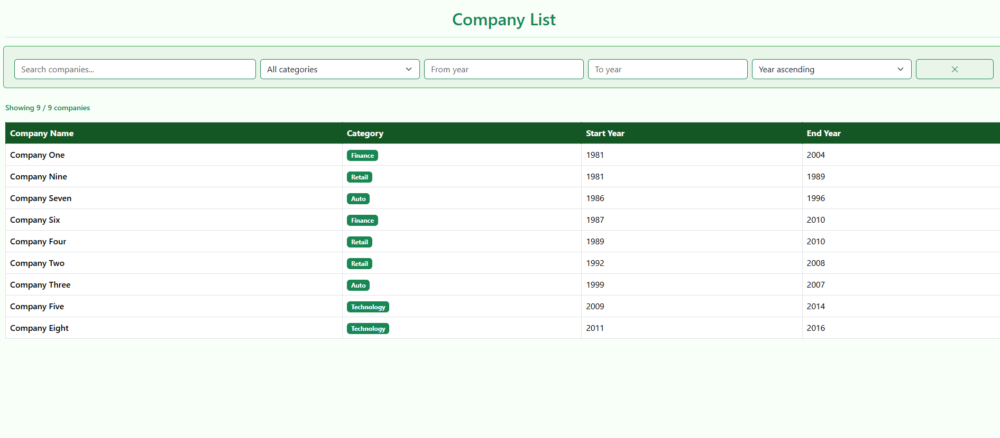 Company List
Search companies... All categories From year To year Year ascending
Showing 9 / 9 companies
Company Name Category Start Year End Year
Company One Finance 1981 2004
Company Nine Retail 1981 1989
Company Seven Auto 1986 1996
Company Six Finance 1987 2010
Company Four Retail 1989 2010
Company Two Retail 1992 2008
Company Three Auto 1999 2007
Company Five Technology 2009 2014
Company Eight Technology 2011 2016